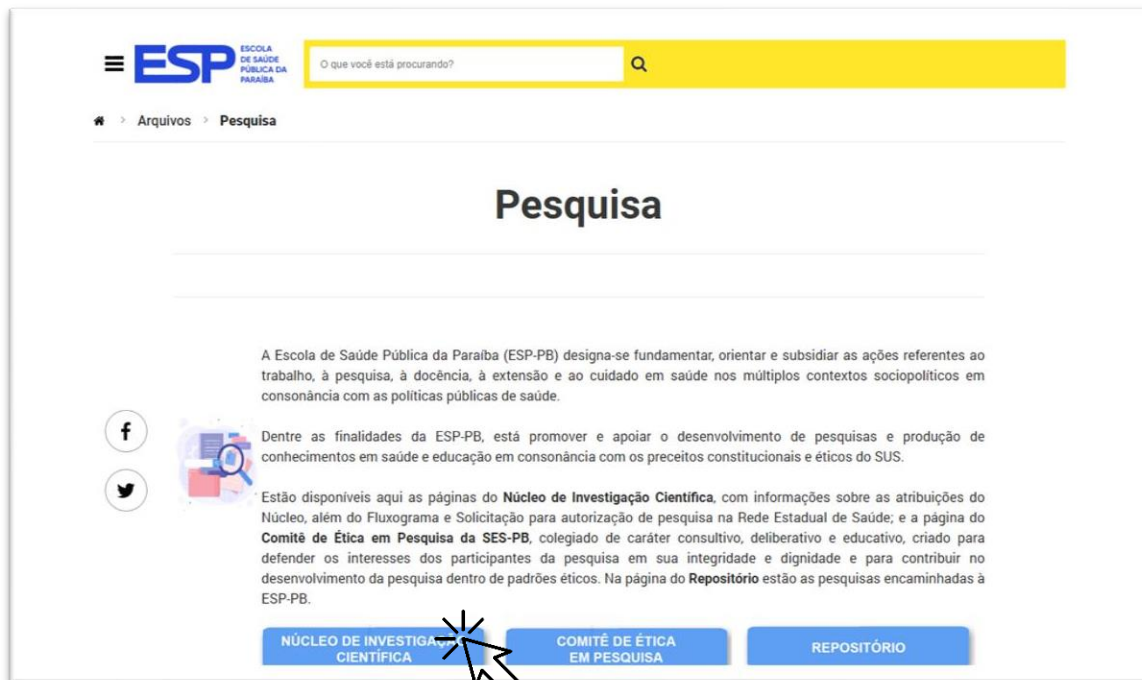 ESP
ESCOLA
DE SAÚDE
PÚBLICA DA
PARAÍBA
O que você está procurando?
Arquivos > Pesquisa
Pesquisa
A Escola de Saúde Pública da Paraíba (ESP-PB) designa-se fundamentar, orientar e subsidiar as ações referentes ao
trabalho, à pesquisa, à docência, à extensão e ao cuidado em saúde nos múltiplos contextos sociopolíticos em
consonância com as políticas públicas de saúde.
Dentre as finalidades da ESP-PB, está promover e apoiar o desenvolvimento de pesquisas e produção de
conhecimentos em saúde e educação em consonância com os preceitos constitucionais e éticos do SUS.
Estão disponíveis aqui as páginas do Núcleo de Investigação Científica, com informações sobre as atribuições do
Núcleo, além do Fluxograma e Solicitação para autorização de pesquisa na Rede Estadual de Saúde; e a página do
Comitê de Ética em Pesquisa da SES-PB, colegiado de caráter consultivo, deliberativo e educativo, criado para
defender os interesses dos participantes da pesquisa em sua integridade e dignidade e para contribuir no
desenvolvimento da pesquisa dentro de padrões éticos. Na página do Repositório estão as pesquisas encaminhadas à
ESP-PB.
NÚCLEO DE INVESTIGAÇÃO
CIENTÍFICA
COMITÊ DE ÉTICA
EM PESQUISA
REPOSITÓRIO